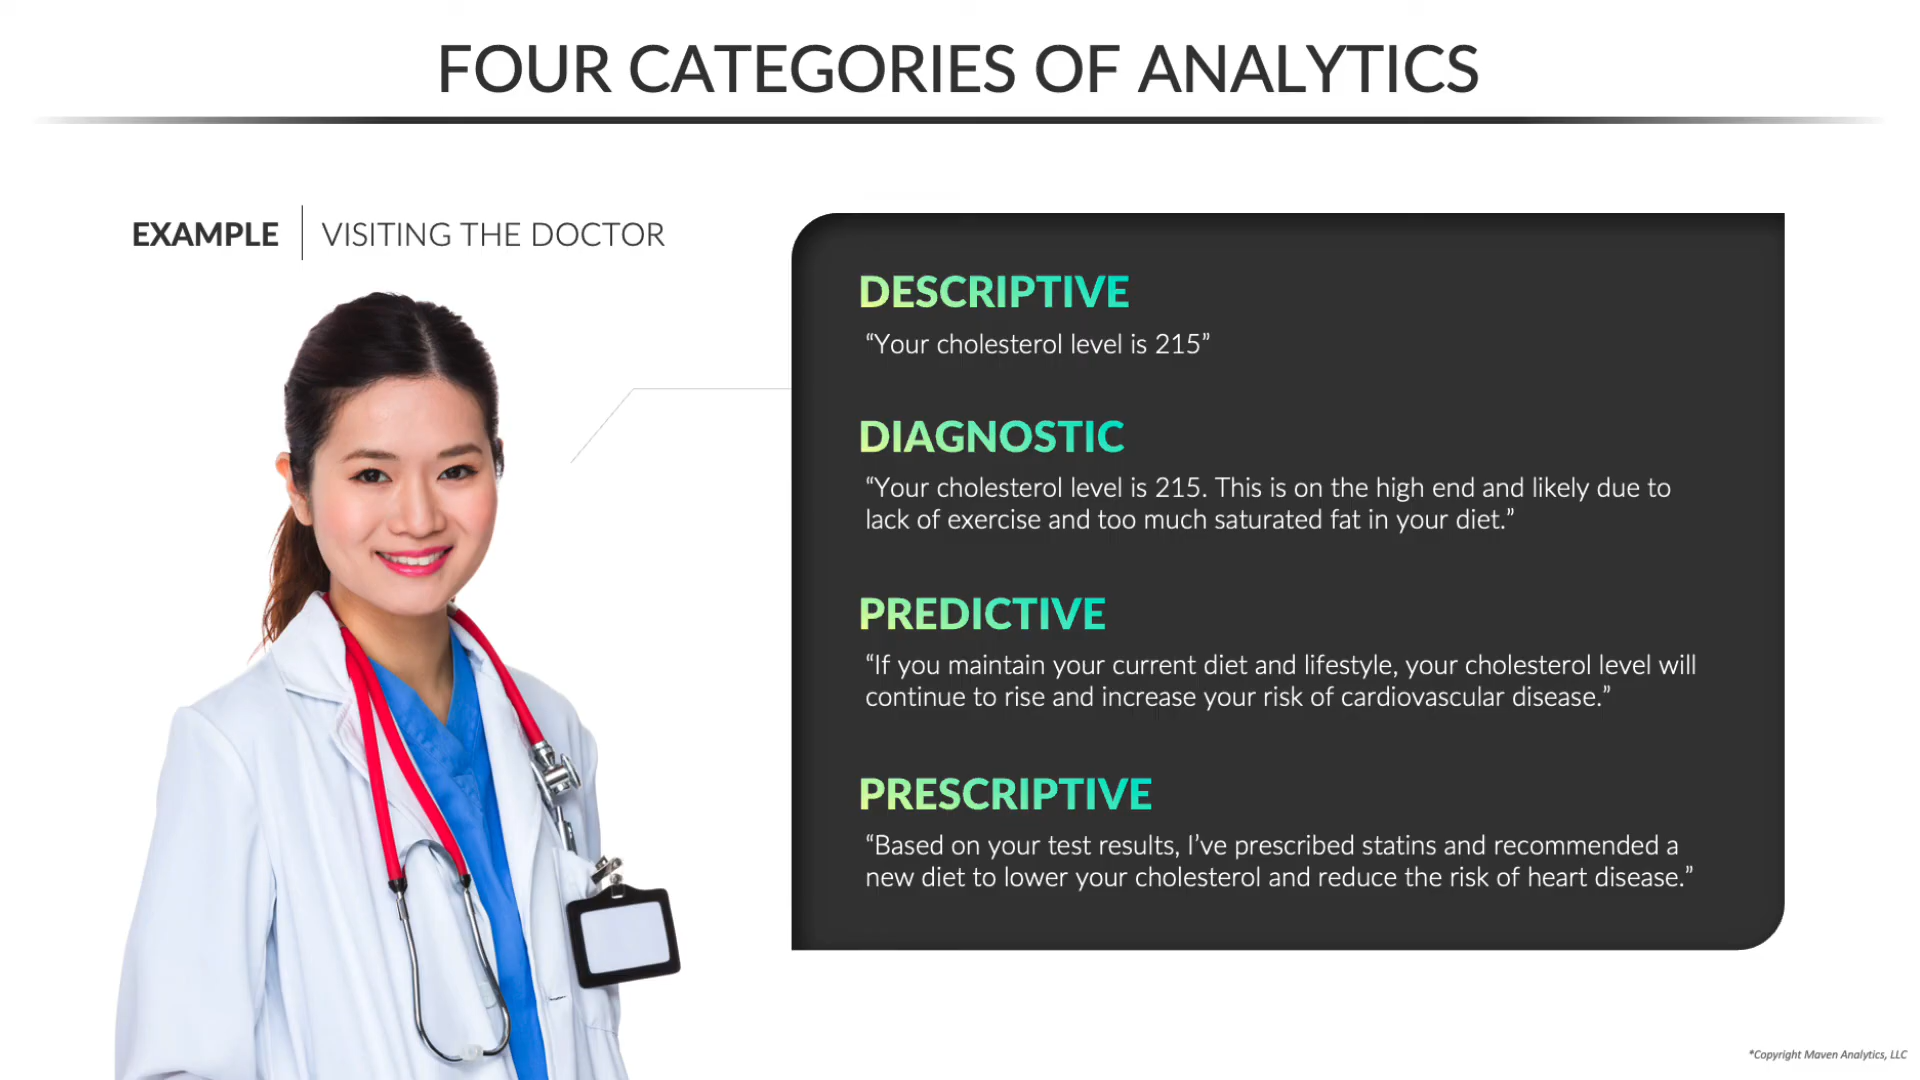 FOUR CATEGORIES OF ANALYTICS
EXAMPLE | VISITING THE DOCTOR
DESCRIPTIVE
“Your cholesterol level is 215”
DIAGNOSTIC
“Your cholesterol level is 215. This is on the high end and likely due to
lack of exercise and too much saturated fat in your diet.”
PREDICTIVE
“If you maintain your current diet and lifestyle, your cholesterol level will
continue to rise and increase your risk of cardiovascular disease.”
PRESCRIPTIVE
“Based on your test results, I’ve prescribed statins and recommended a
new diet to lower your cholesterol and reduce the risk of heart disease.”
*Copyright Maven Analytics, LLC